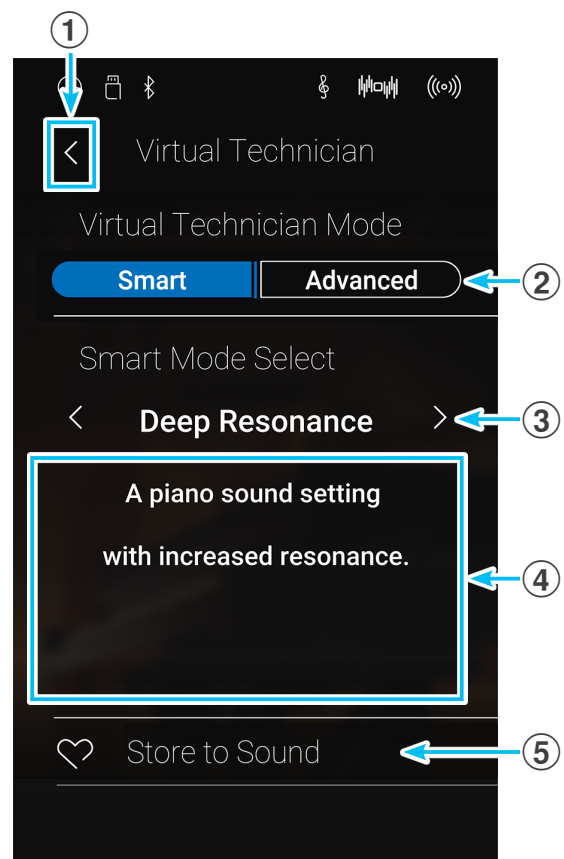 ①
Virtual Technician
Virtual Technician Mode
Smart Advanced ②
Smart Mode Select
Deep Resonance ③
A piano sound setting
with increased resonance.
④
Store to Sound ⑤